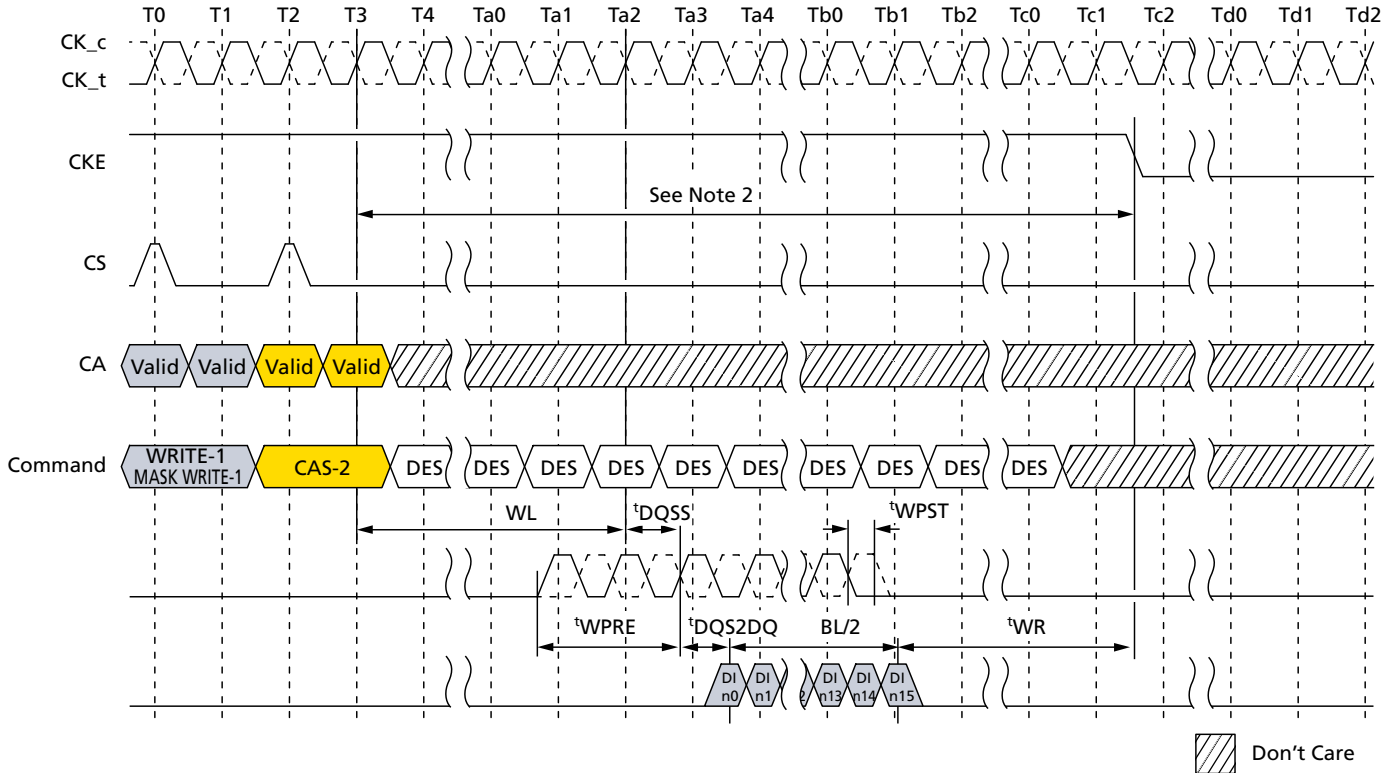 T0 T1 T2 T3 T4 Ta0 Ta1 Ta2 Ta3 Ta4 Tb0 Tb1 Tb2 Tc0 Tc1 Tc2 Td0 Td1 Td2
CK_c
CK_t
CKE
See Note 2
CS
CA Valid Valid Valid Valid
Command WRITE-1 MASK WRITE-1 CAS-2 DES DES DES DES DES DES DES DES DES DES
WL tDQSS tWPST
tWPRE tDQS2DQ BL/2 tWR
DI n0 DI n1 2 DI n13 DI n14 DI n15
Don't Care